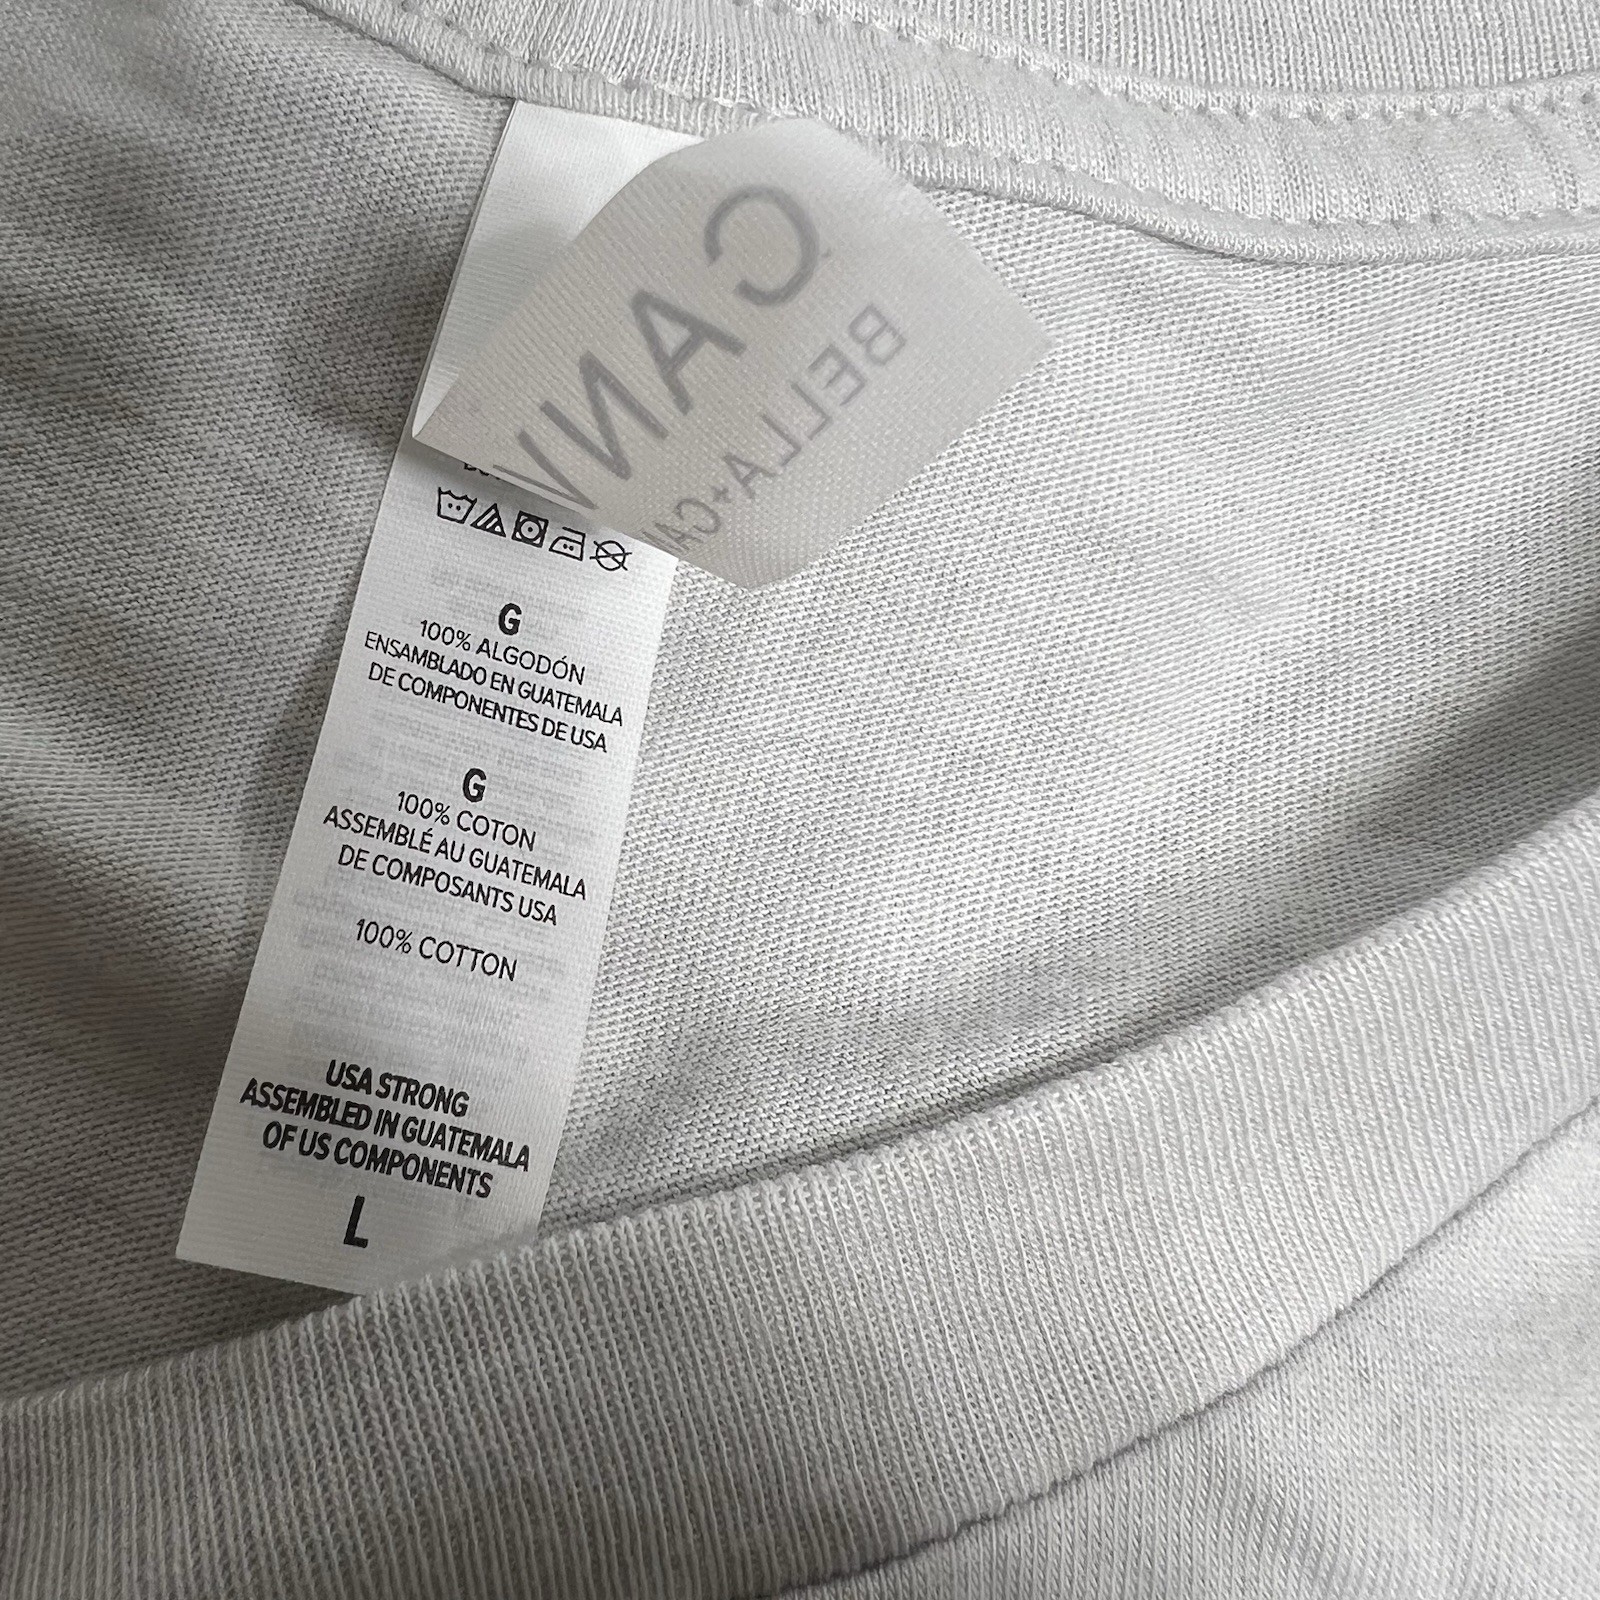 CANV
BELLA+CA
G
100% ALGODÓN
ENSAMBLADO EN GUATEMALA
DE COMPONENTES DE USA
G
100% COTON
ASSEMBLÉ AU GUATEMALA
DE COMPOSANTS USA
100% COTTON
USA STRONG
ASSEMBLED IN GUATEMALA
OF US COMPONENTS
L